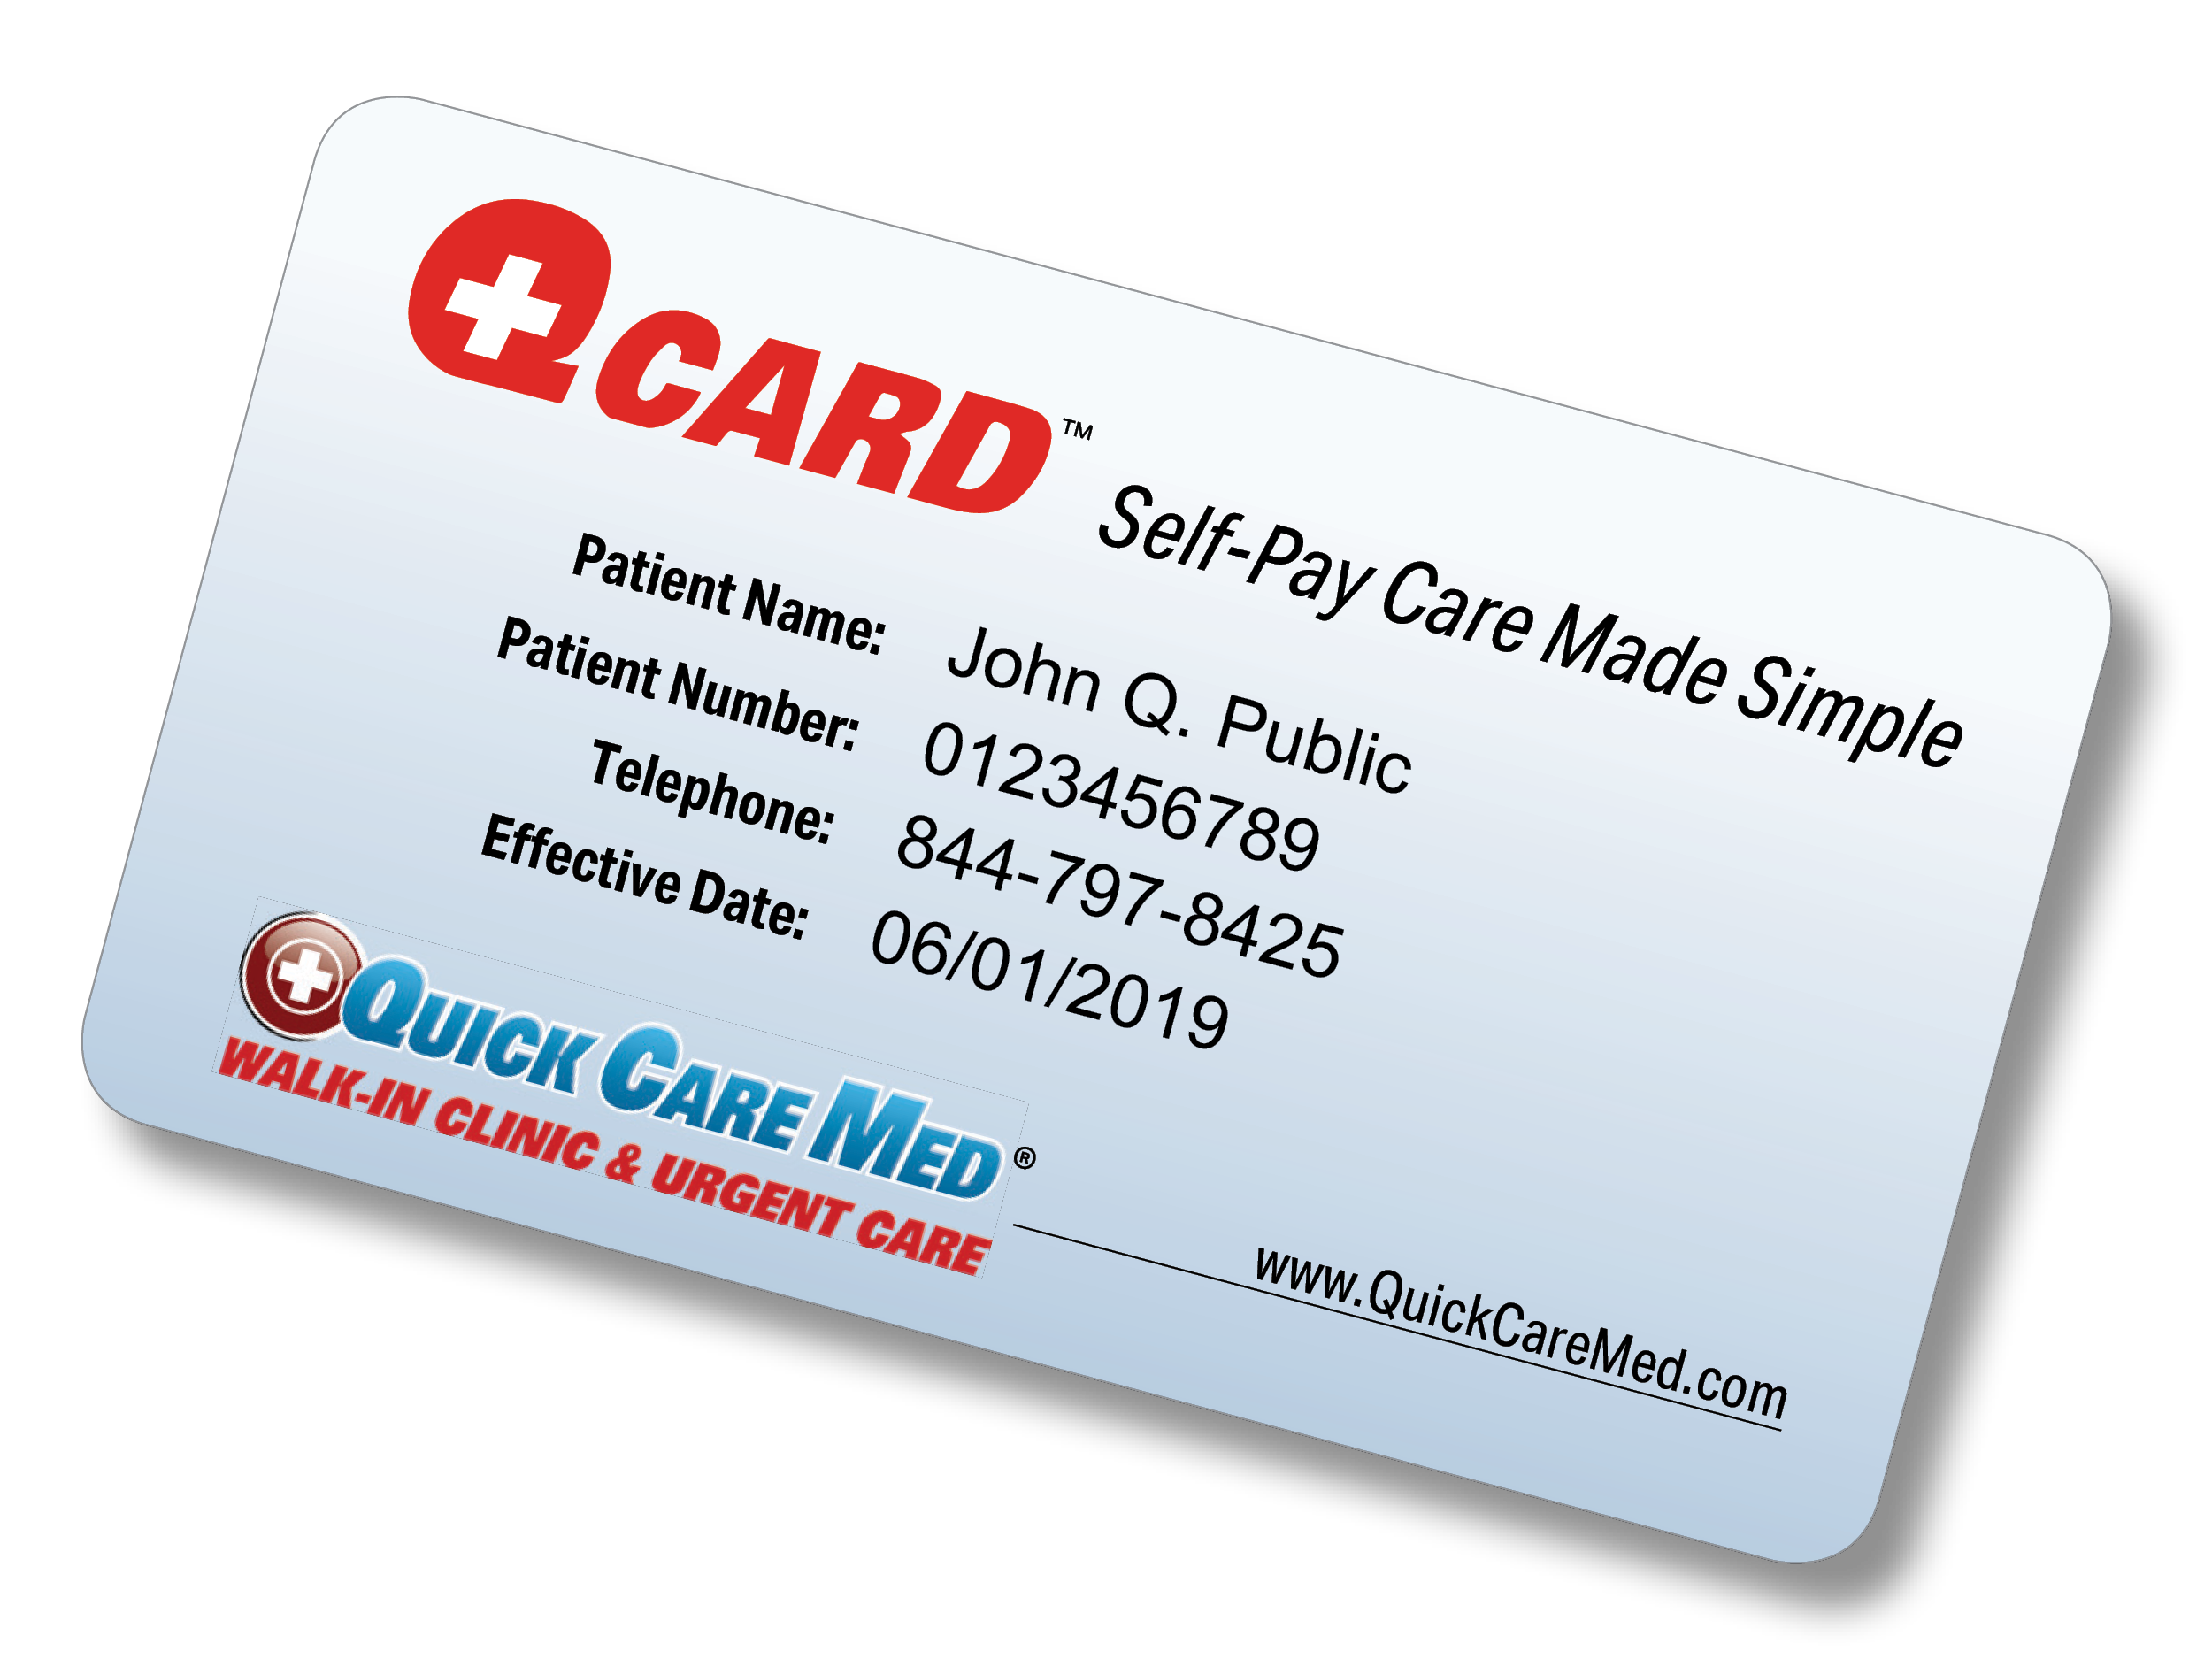 QCARD™
Self-Pay Care Made Simple
Patient Name: John Q. Public
Patient Number: 0123456789
Telephone: 844-797-8425
Effective Date: 06/01/2019
QUICK CARE MED®
WALK-IN CLINIC & URGENT CARE
www.QuickCareMed.com